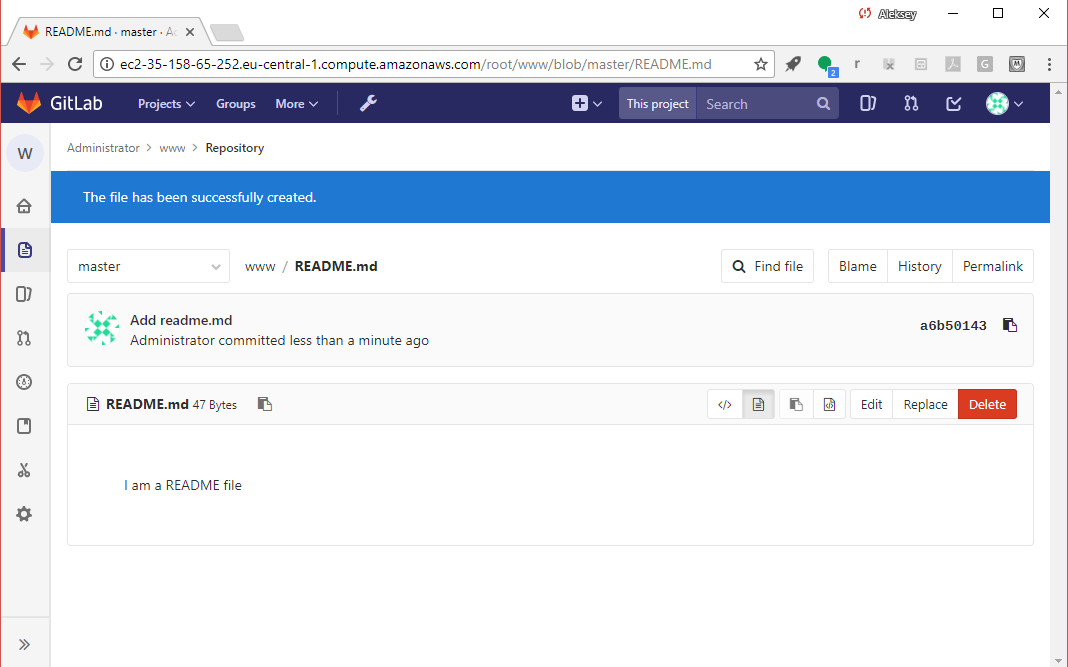 Aleksey
README.md · master · Ad
ec2-35-158-65-252.eu-central-1.compute.amazonaws.com/root/www/blob/master/README.md
2
r
G
GitLab
Projects
Groups
More
This project
Search
W
Administrator > www > Repository
The file has been successfully created.
master
www / README.md
Find file
Blame
History
Permalink
Add readme.md
Administrator committed less than a minute ago
a6b50143
README.md 47 Bytes
</>
Edit
Replace
Delete
I am a README file